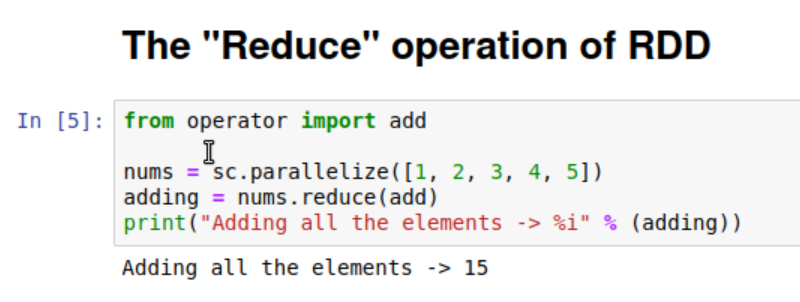 The "Reduce" operation of RDD
In [5]:
from operator import add
nums = sc.parallelize([1, 2, 3, 4, 5])
adding = nums.reduce(add)
print("Adding all the elements -> %i" % (adding))
Adding all the elements -> 15